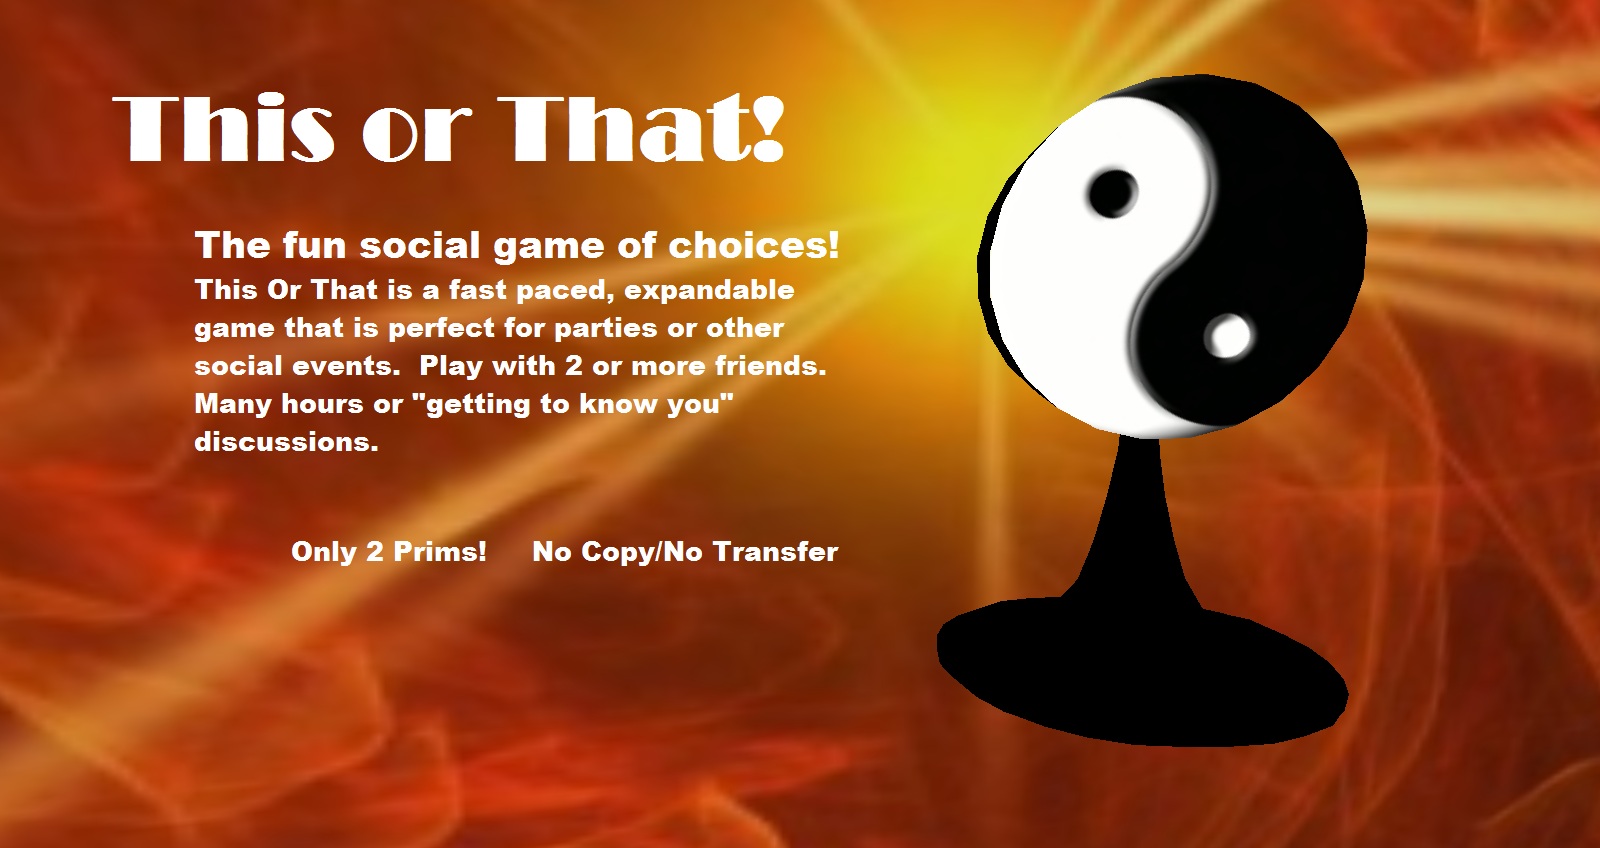 This or That!
The fun social game of choices!
This Or That is a fast paced, expandable
game that is perfect for parties or other
social events.  Play with 2 or more friends.
Many hours or "getting to know you"
discussions.
Only 2 Prims!     No Copy/No Transfer